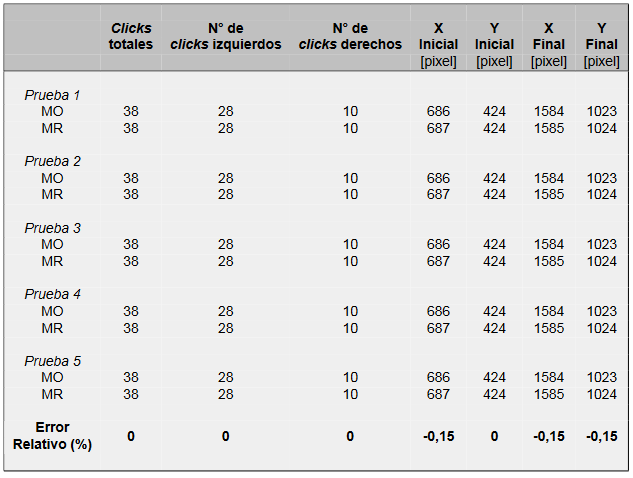 Clicks totales N° de clicks izquierdos N° de clicks derechos X Inicial [pixel] Y Inicial [pixel] X Final [pixel] Y Final [pixel]
Prueba 1
MO 38 28 10 686 424 1584 1023
MR 38 28 10 687 424 1585 1024
Prueba 2
MO 38 28 10 686 424 1584 1023
MR 38 28 10 687 424 1585 1024
Prueba 3
MO 38 28 10 686 424 1584 1023
MR 38 28 10 687 424 1585 1024
Prueba 4
MO 38 28 10 686 424 1584 1023
MR 38 28 10 687 424 1585 1024
Prueba 5
MO 38 28 10 686 424 1584 1023
MR 38 28 10 687 424 1585 1024
Error Relativo (%) 0 0 0 -0,15 0 -0,15 -0,15